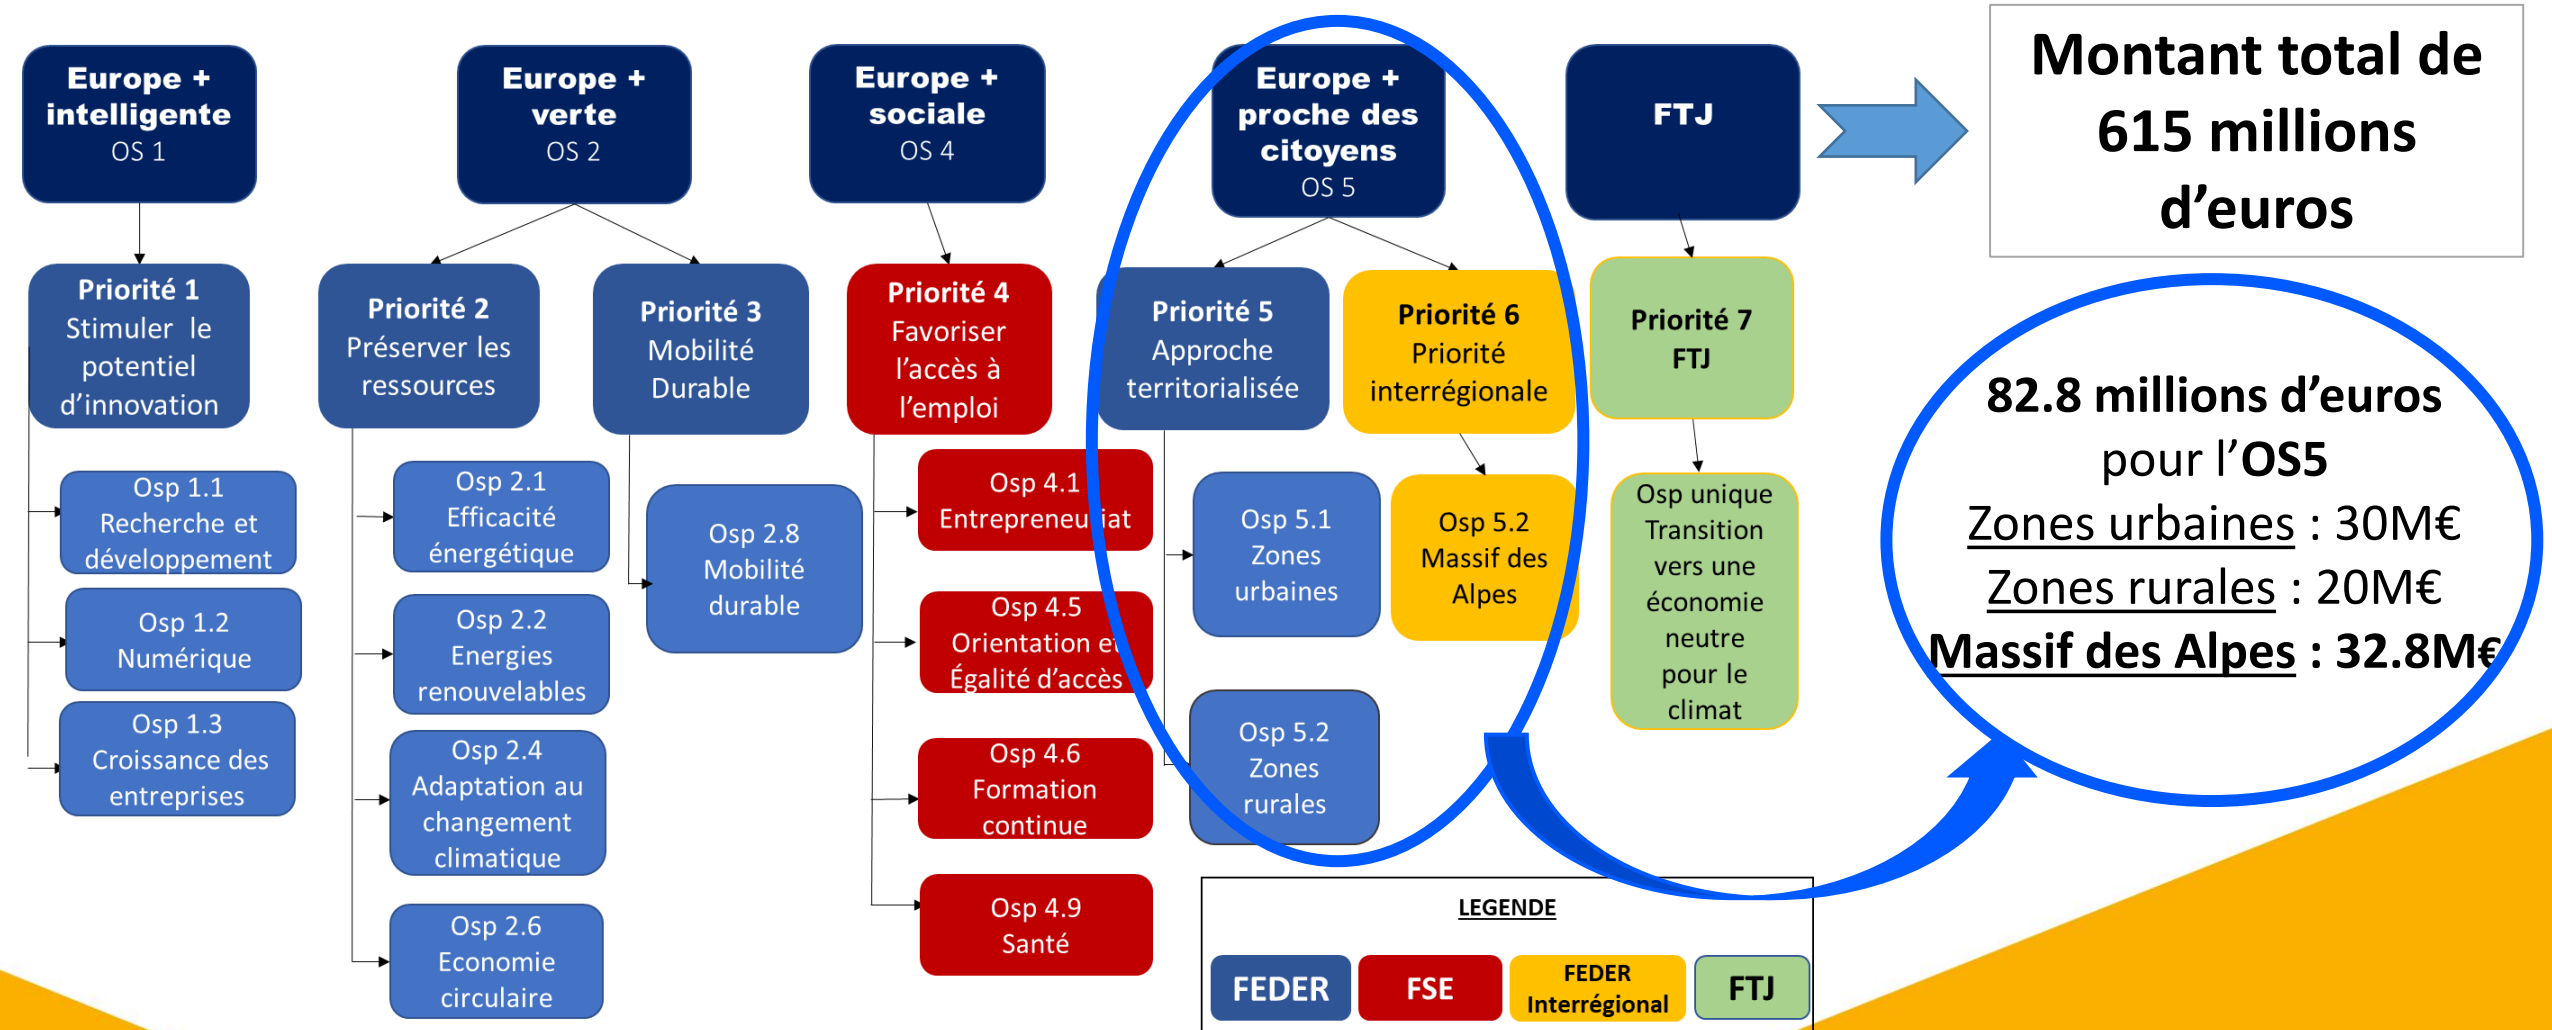 Europe +
intelligente
OS 1
Europe +
verte
OS 2
Europe +
sociale
OS 4
Europe +
proche des
citoyens
OS 5
FTJ
Montant total de
615 millions
d’euros
Priorité 1
Stimuler le
potentiel
d’innovation
Priorité 2
Préserver les
ressources
Priorité 3
Mobilité
Durable
Priorité 4
Favoriser
l’accès à
l’emploi
Priorité 5
Approche
territorialisée
Priorité 6
Priorité
interrégionale
Priorité 7
FTJ
Osp 1.1
Recherche et
développement
Osp 1.2
Numérique
Osp 1.3
Croissance des
entreprises
Osp 2.1
Efficacité
énergétique
Osp 2.2
Energies
renouvelables
Osp 2.4
Adaptation au
changement
climatique
Osp 2.6
Economie
circulaire
Osp 2.8
Mobilité
durable
Osp 4.1
Entrepreneuriat
Osp 4.5
Orientation et
Égalité d’accès
Osp 4.6
Formation
continue
Osp 4.9
Santé
Osp 5.1
Zones
urbaines
Osp 5.2
Zones
rurales
Osp 5.2
Massif des
Alpes
Osp unique
Transition
vers une
économie
neutre
pour le
climat
82.8 millions d’euros
pour l’OS5
Zones urbaines : 30M€
Zones rurales : 20M€
Massif des Alpes : 32.8M€
LEGENDE
FEDER
FSE
FEDER
Interrégional
FTJ